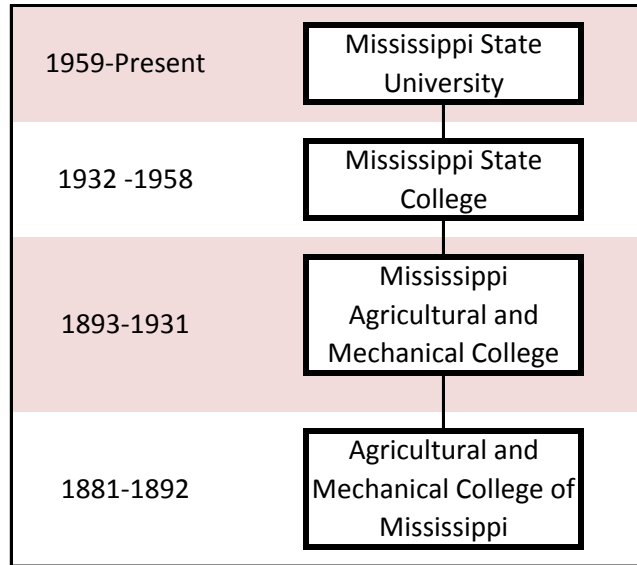 1959-Present
Mississippi State
University
1932 -1958
Mississippi State
College
1893-1931
Mississippi
Agricultural and
Mechanical College
1881-1892
Agricultural and
Mechanical College of
Mississippi